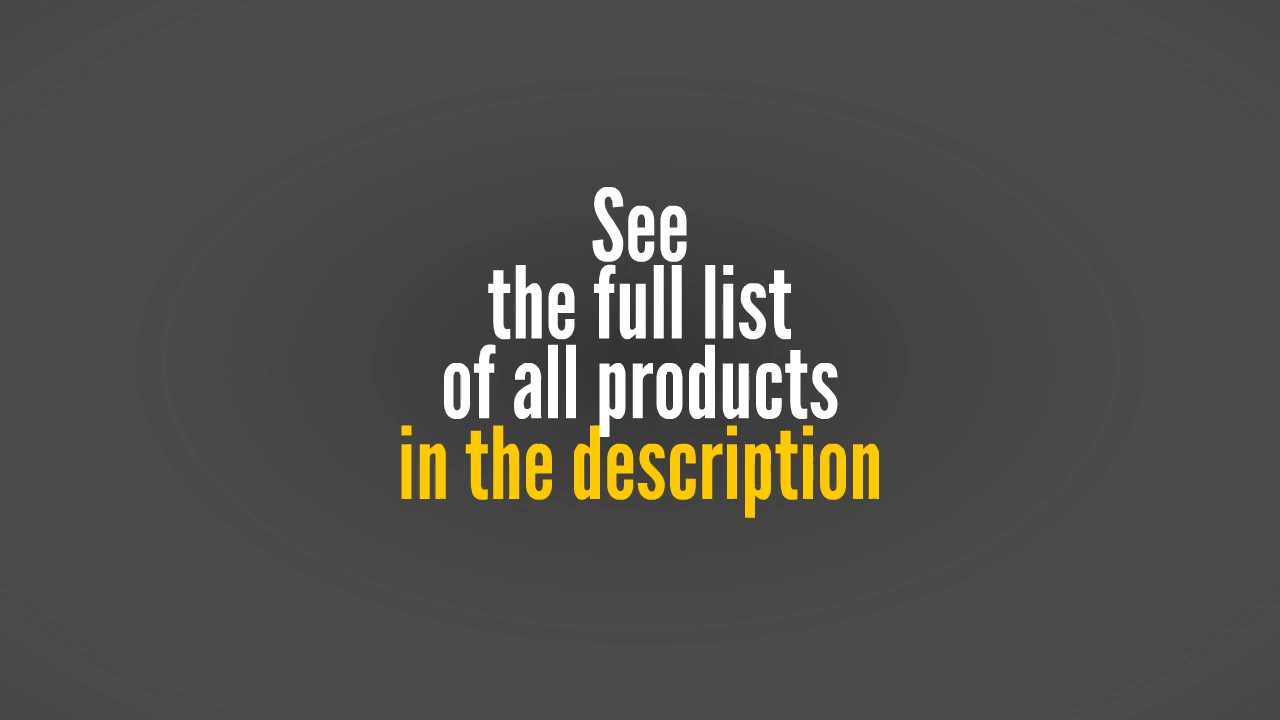 See
the full list
of all products
in the description